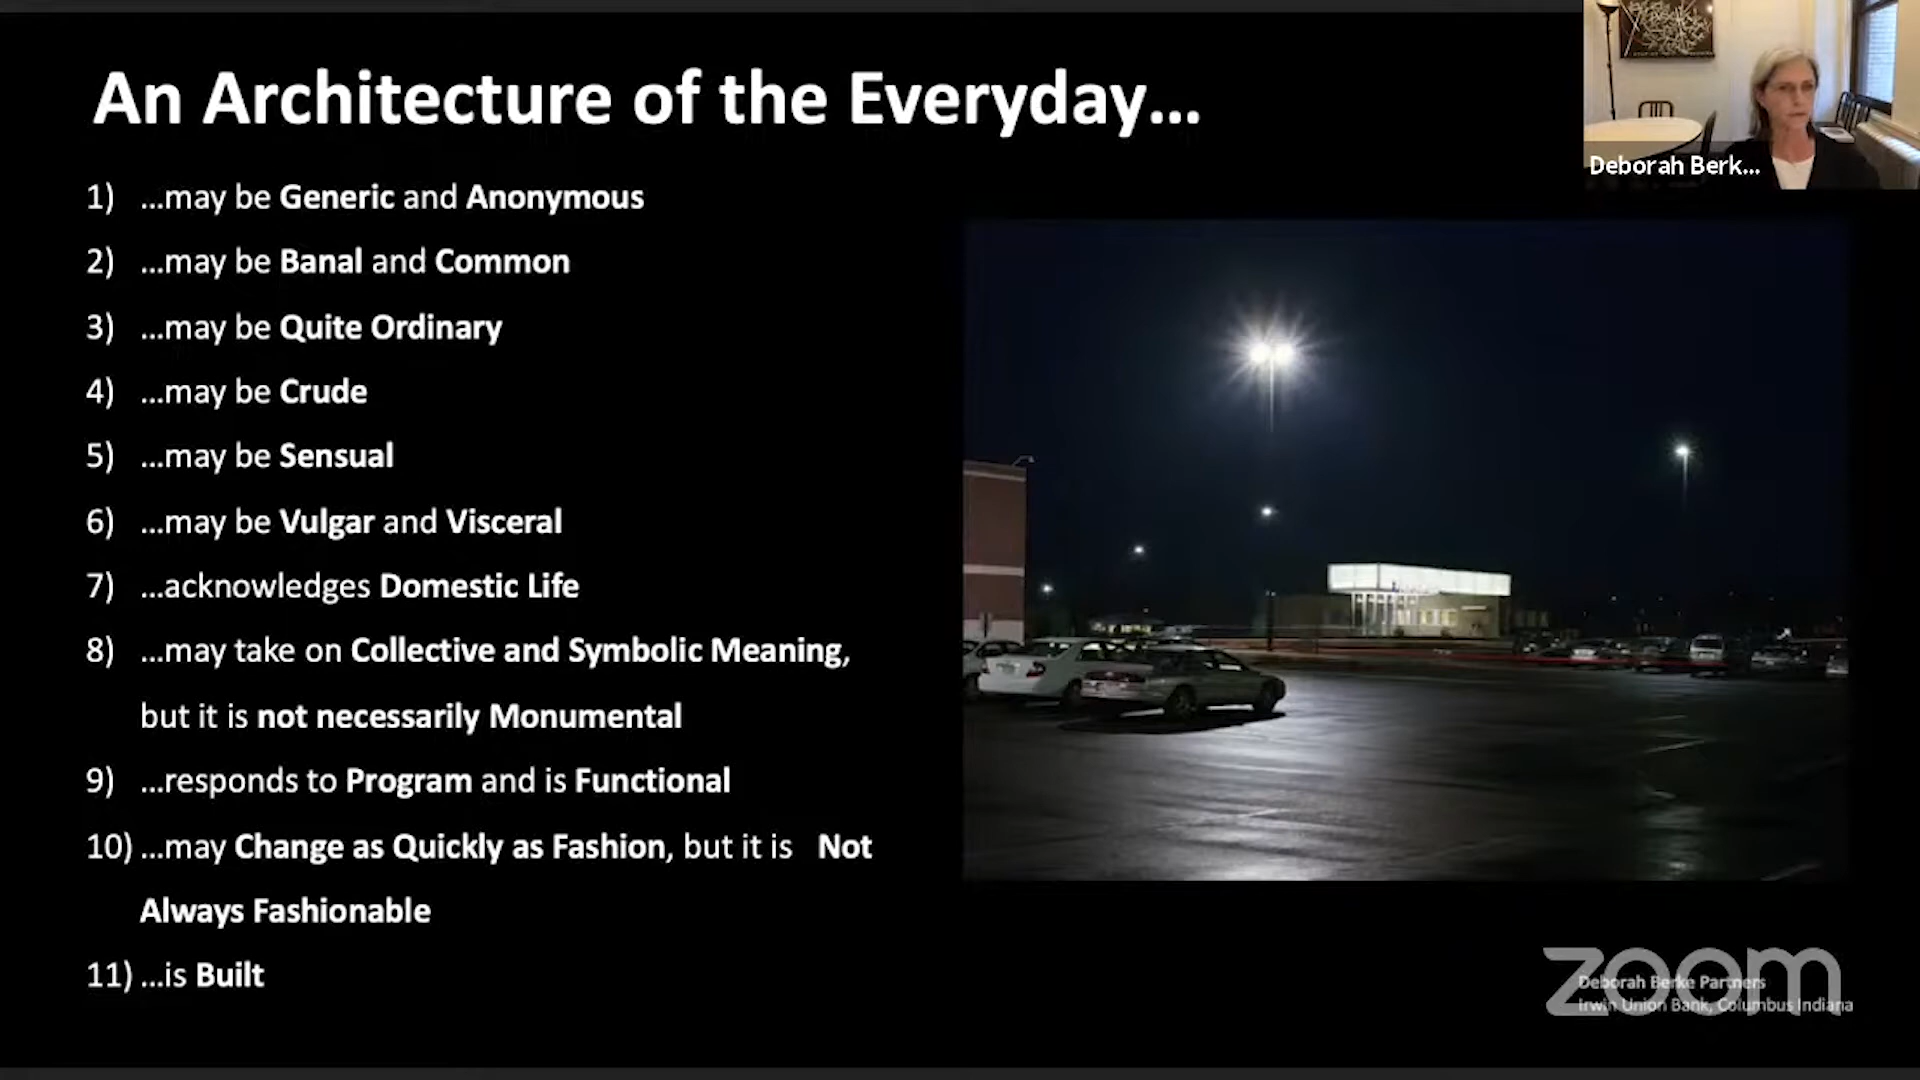 An Architecture of the Everyday...
Deborah Berk...
1) ...may be Generic and Anonymous
2) ...may be Banal and Common
3) ...may be Quite Ordinary
4) ...may be Crude
5) ...may be Sensual
6) ...may be Vulgar and Visceral
7) ...acknowledges Domestic Life
8) ...may take on Collective and Symbolic Meaning,
but it is not necessarily Monumental
9) ...responds to Program and is Functional
10) ...may Change as Quickly as Fashion, but it is Not
Always Fashionable
11) ...is Built
zoom
Deborah Berke Partners
Irwin Union Bank, Columbus Indiana